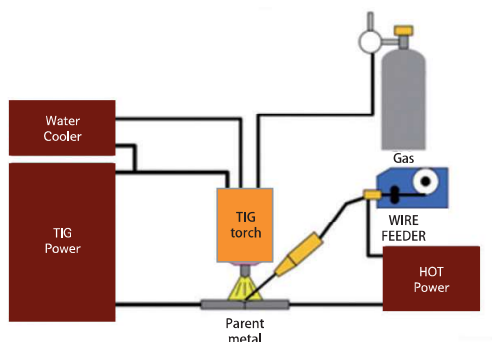 Water
Cooler
TIG
Power
TIG
torch
Gas
WIRE
FEEDER
HOT
Power
Parent
metal